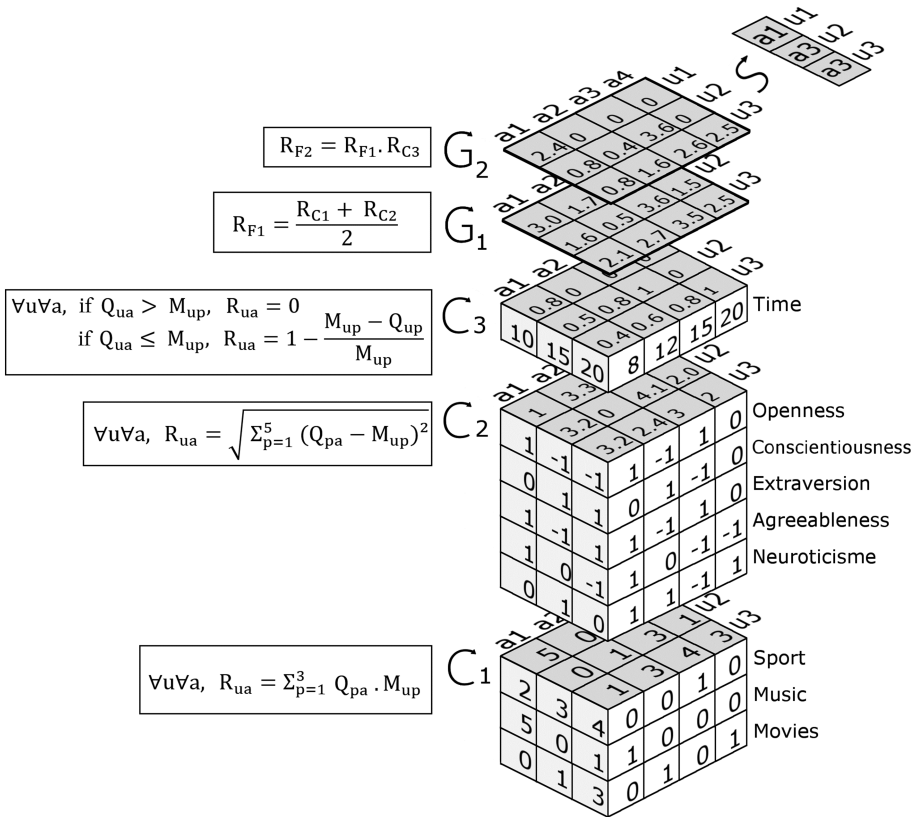 u1 u2 u3
a1 a3 a3
S
R_F2 = R_F1 . R_C3
G2
a1 a2 a3 a4
u1 u2 u3
2.4 0 0 0
0.8 0.4 3.6 0
0.8 1.6 2.6 2.5
R_F1 = (R_C1 + R_C2) / 2
G1
a1 a2
u2 u3
3.0 1.7
1.6 0.5 3.6 1.5
2.1 2.7 3.5 2.5
∀u∀a, if Q_ua > M_up, R_ua = 0
if Q_ua ≤ M_up, R_ua = 1 − (M_up − Q_up) / M_up
C3
a1 a2
u2 u3
0.8 0
0.5 0.8 1 0
0.4 0.6 0.8 1
10 15 20 8 12 15 20 Time
∀u∀a, R_ua = √(Σ_{p=1}^{5} (Q_pa − M_up)²)
C2
a1 a2
u2 u3
1 3.3
3.2 0 4.1 2.0
3.2 2.4 3 2
1 -1 -1 1 -1 1 0 Openness
0 1 1 0 1 -1 0 Conscientiousness
1 -1 1 1 -1 1 0 Extraversion
1 0 -1 1 0 -1 -1 Agreeableness
0 1 0 1 1 -1 1 Neuroticisme
∀u∀a, R_ua = Σ_{p=1}^{3} Q_pa . M_up
C1
a1 a2
u2 u3
5 0
0 1 3 1
1 3 4 3
2 3 4 0 0 1 0 Sport
5 0 1 1 0 0 0 Music
0 1 3 0 1 0 1 Movies